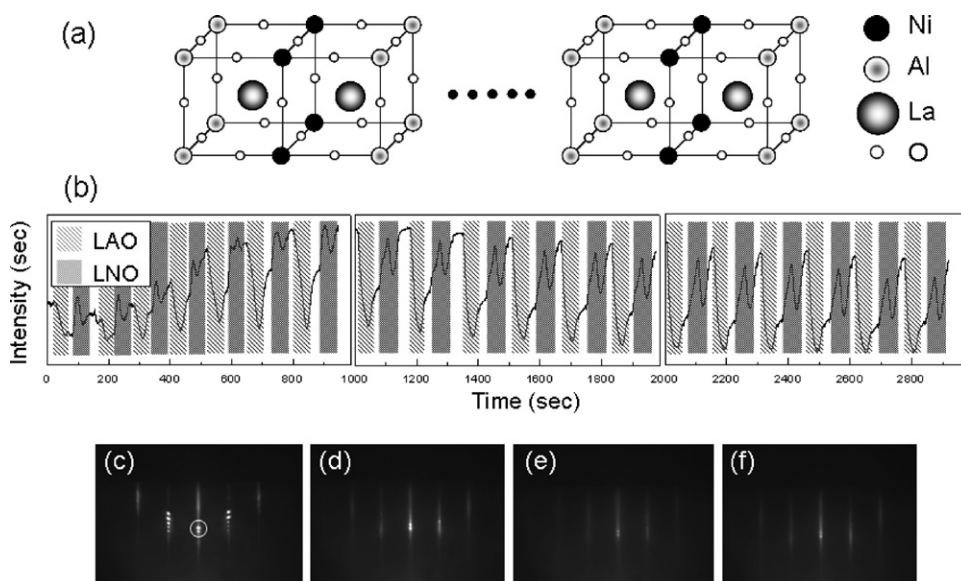 (a)
Ni
Al
La
O
(b)
Intensity (sec)
LAO
LNO
0 200 400 600 800 1000 1200 1400 1600 1800 2000 2200 2400 2600 2800
Time (sec)
(c) (d) (e) (f)